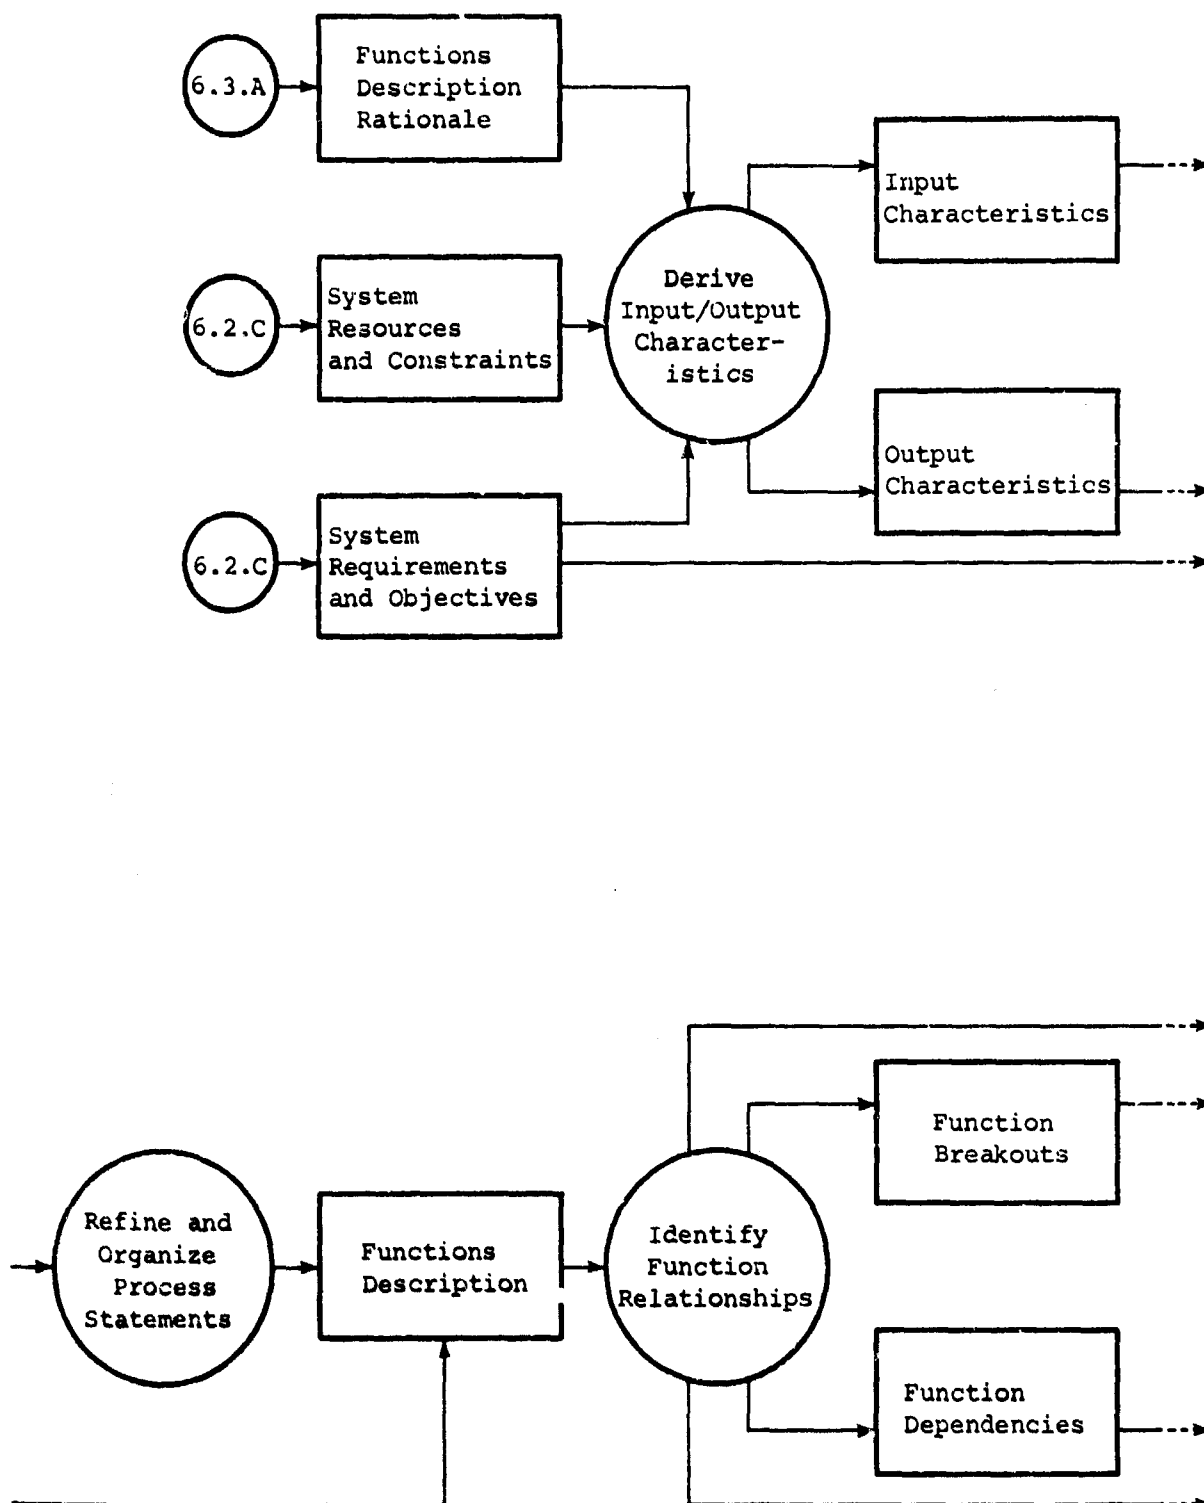 6.3.A
Functions
Description
Rationale
Input
Characteristics
6.2.C
System
Resources
and Constraints
Derive
Input/Output
Character-
istics
Output
Characteristics
6.2.C
System
Requirements
and Objectives
Function
Breakouts
Refine and
Organize
Process
Statements
Functions
Description
Identify
Function
Relationships
Function
Dependencies